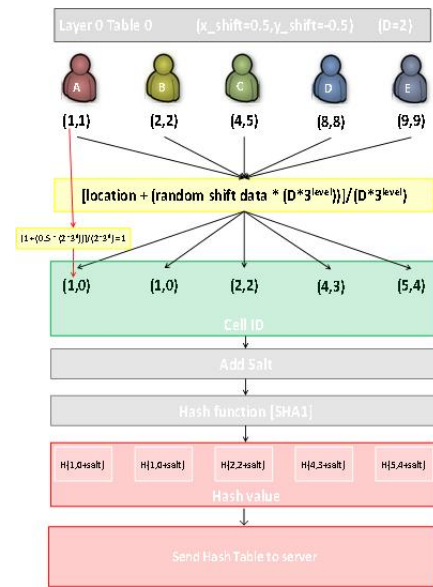 Layer 0 Table 0 (x_shift=0.5,y_shift=-0.5) (D=2)
A B C D E
(1,1) (2,2) (4,5) (8,8) (9,9)
[location + (random shift data * (D*3^level))]/(D*3^level)
(1,0) (1,0) (2,2) (4,3) (5,4)
Cell ID
Add Salt
Hash function [SHA1]
H(1,0+salt) H(1,0+salt) H(2,2+salt) H(4,3+salt) H(5,4+salt)
Hash value
Send Hash Table to server